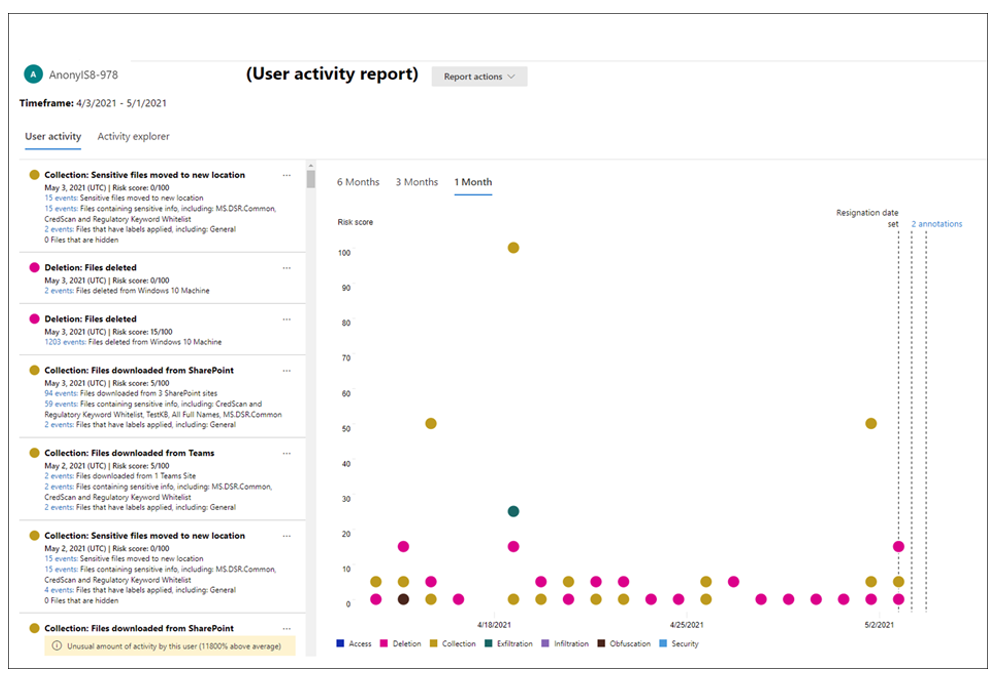 A AnonyIS8-978
(User activity report)
Report actions
Timeframe: 4/3/2021 - 5/1/2021
User activity
Activity explorer
Collection: Sensitive files moved to new location
May 3, 2021 (UTC) | Risk score: 0/100
15 events: Sensitive files moved to new location
15 events: Files containing sensitive info, including: MS.DSR.Common,
CredScan and Regulatory Keyword Whitelist
2 events: Files that have labels applied, including: General
0 Files that are hidden
Deletion: Files deleted
May 3, 2021 (UTC) | Risk score: 0/100
2 events: Files deleted from Windows 10 Machine
Deletion: Files deleted
May 3, 2021 (UTC) | Risk score: 15/100
1203 events: Files deleted from Windows 10 Machine
Collection: Files downloaded from SharePoint
May 3, 2021 (UTC) | Risk score: 5/100
94 events: Files downloaded from 3 SharePoint sites
59 events: Files containing sensitive info, including: CredScan and
Regulatory Keyword Whitelist, TestKB, All Full Names, MS.DSR.Common
2 events: Files that have labels applied, including: General
Collection: Files downloaded from Teams
May 2, 2021 (UTC) | Risk score: 5/100
2 events: Files downloaded from 1 Teams Site
2 events: Files containing sensitive info, including: MS.DSR.Common,
CredScan and Regulatory Keyword Whitelist
2 events: Files that have labels applied, including: General
Collection: Sensitive files moved to new location
May 2, 2021 (UTC) | Risk score: 0/100
15 events: Sensitive files moved to new location
15 events: Files containing sensitive info, including: MS.DSR.Common,
CredScan and Regulatory Keyword Whitelist
4 events: Files that have labels applied, including: General
0 Files that are hidden
Collection: Files downloaded from SharePoint
Unusual amount of activity by this user (11800% above average)
6 Months
3 Months
1 Month
Risk score
Resignation date
set
2 annotations
100
90
80
70
60
50
40
30
20
10
0
4/18/2021
4/25/2021
5/2/2021
Access
Deletion
Collection
Exfiltration
Infiltration
Obfuscation
Security